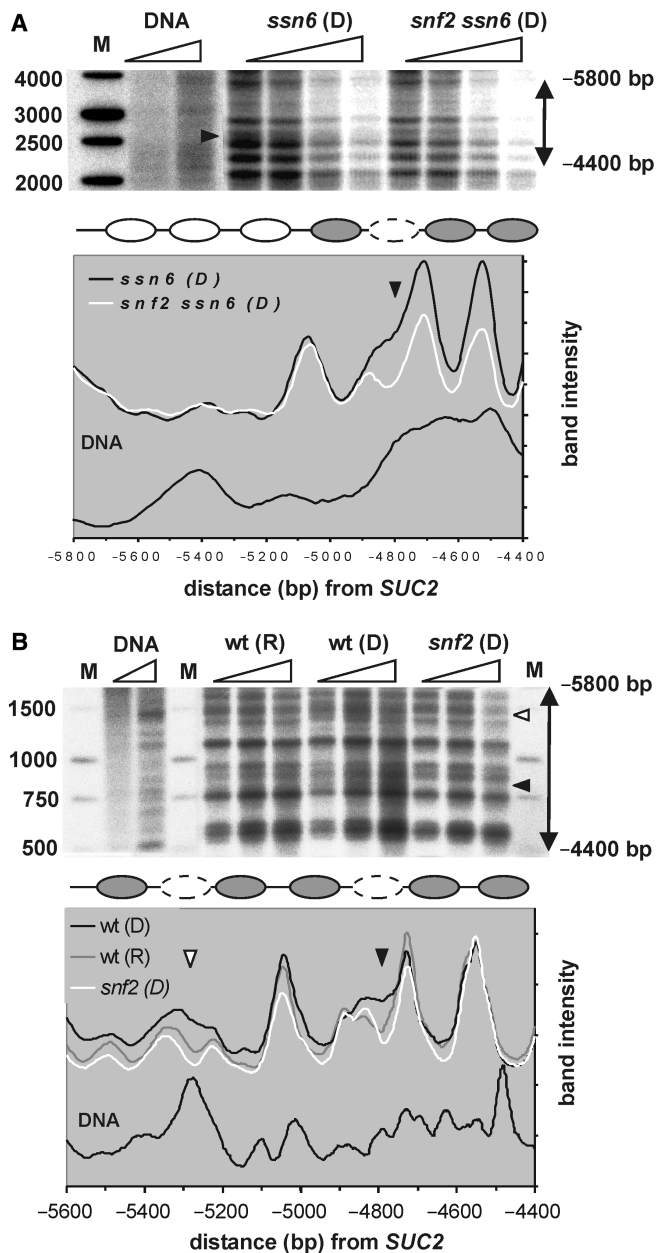 A
DNA ssn6 (D) snf2 ssn6 (D)
M
4000
3000
2500
2000
–5800 bp
–4400 bp
ssn6 (D)
snf2 ssn6 (D)
DNA
band intensity
–5800 –5600 –5400 –5200 –5000 –4800 –4600 –4400
distance (bp) from SUC2
B
DNA wt (R) wt (D) snf2 (D)
M M M
1500
1000
750
500
–5800 bp
–4400 bp
wt (D)
wt (R)
snf2 (D)
DNA
band intensity
–5600 –5400 –5200 –5000 –4800 –4600 –4400
distance (bp) from SUC2